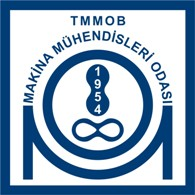 TMMOB
MAKİNA MÜHENDİSLERİ ODASI
1954